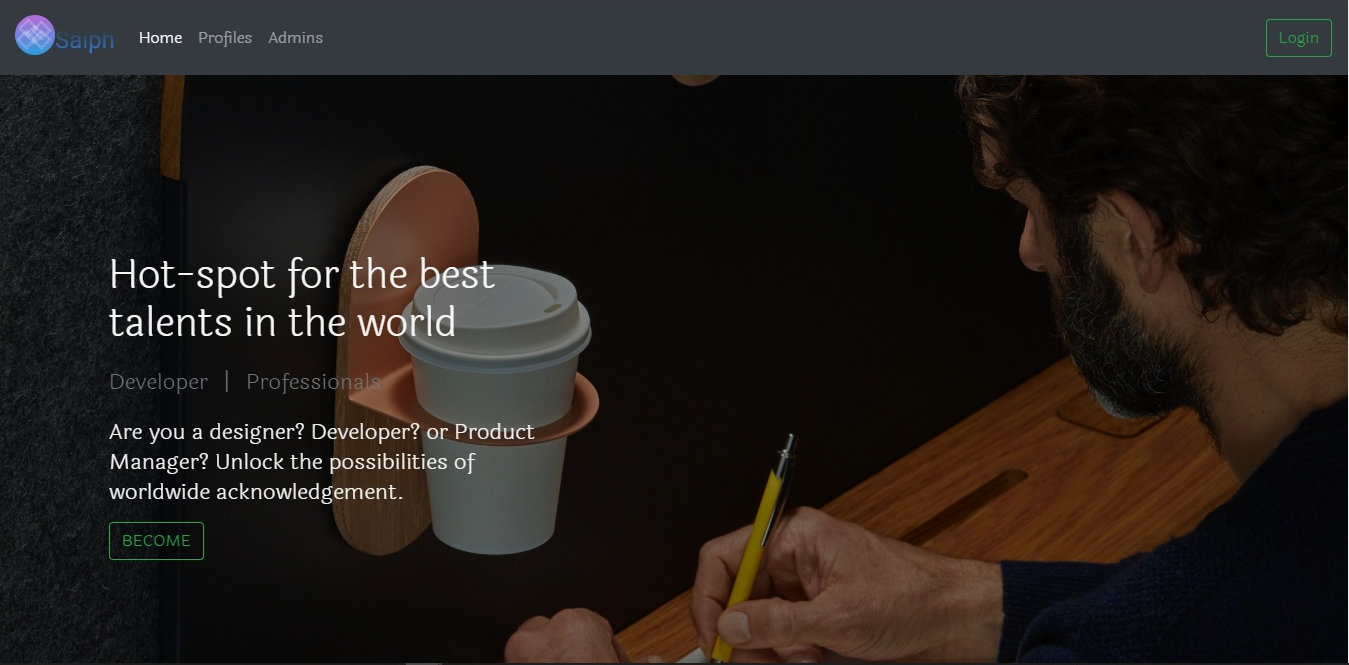 Saiph Home Profiles Admins Login
Hot-spot for the best
talents in the world
Developer | Professionals
Are you a designer? Developer? or Product
Manager? Unlock the possibilities of
worldwide acknowledgement.
BECOME